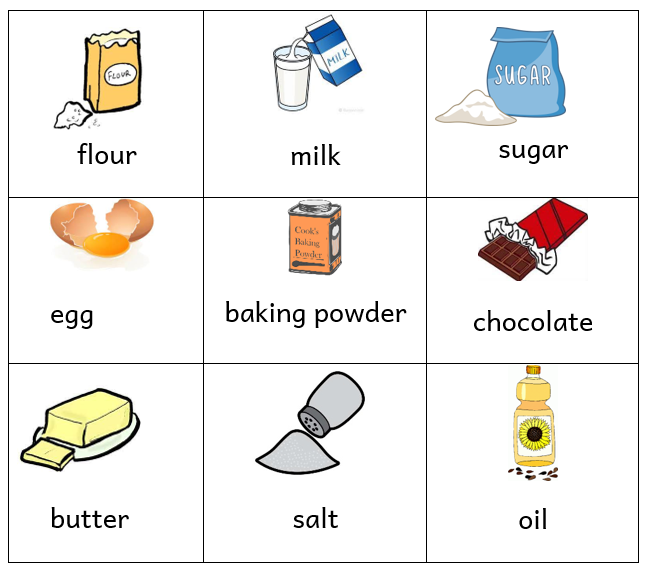 FLOUR
MILK
SUGAR
flour
milk
sugar
Cook's
Baking
Powder
egg
baking powder
chocolate
butter
salt
oil